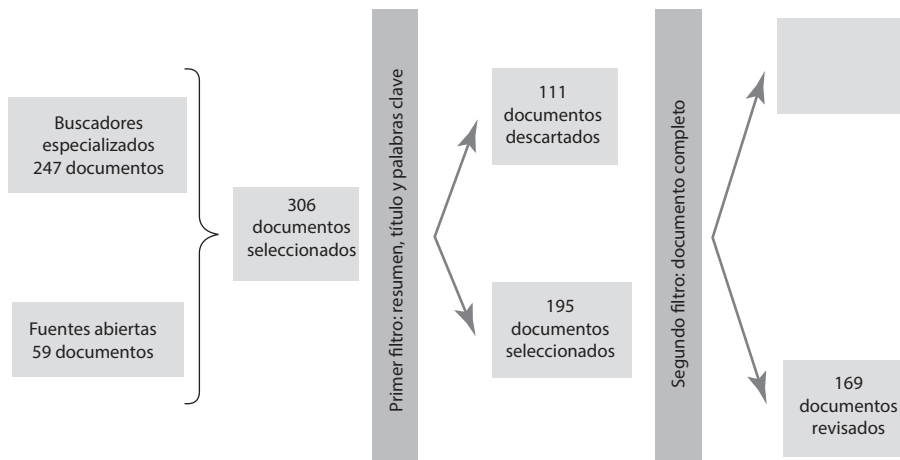 Buscadores
especializados
247 documentos
Fuentes abiertas
59 documentos
306
documentos
seleccionados
Primer filtro: resumen, título y palabras clave
111
documentos
descartados
195
documentos
seleccionados
Segundo filtro: documento completo
169
documentos
revisados